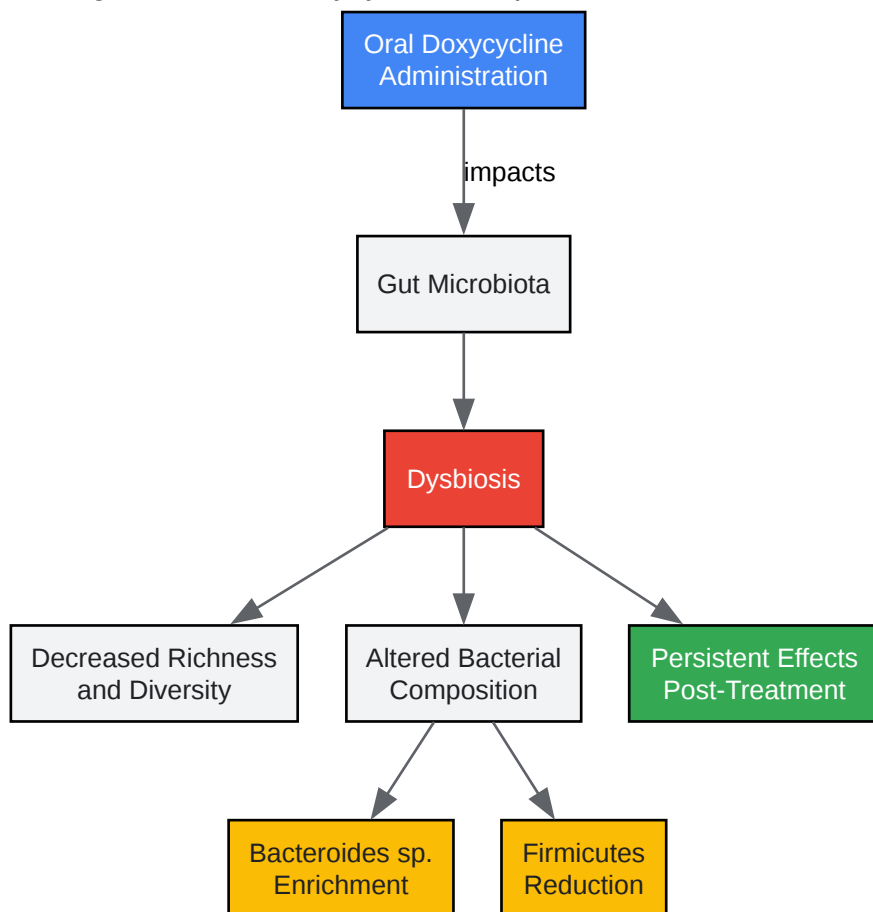 Oral Doxycycline
Administration
impacts
Gut Microbiota
Dysbiosis
Decreased Richness
and Diversity
Altered Bacterial
Composition
Persistent Effects
Post-Treatment
Bacteroides sp.
Enrichment
Firmicutes
Reduction